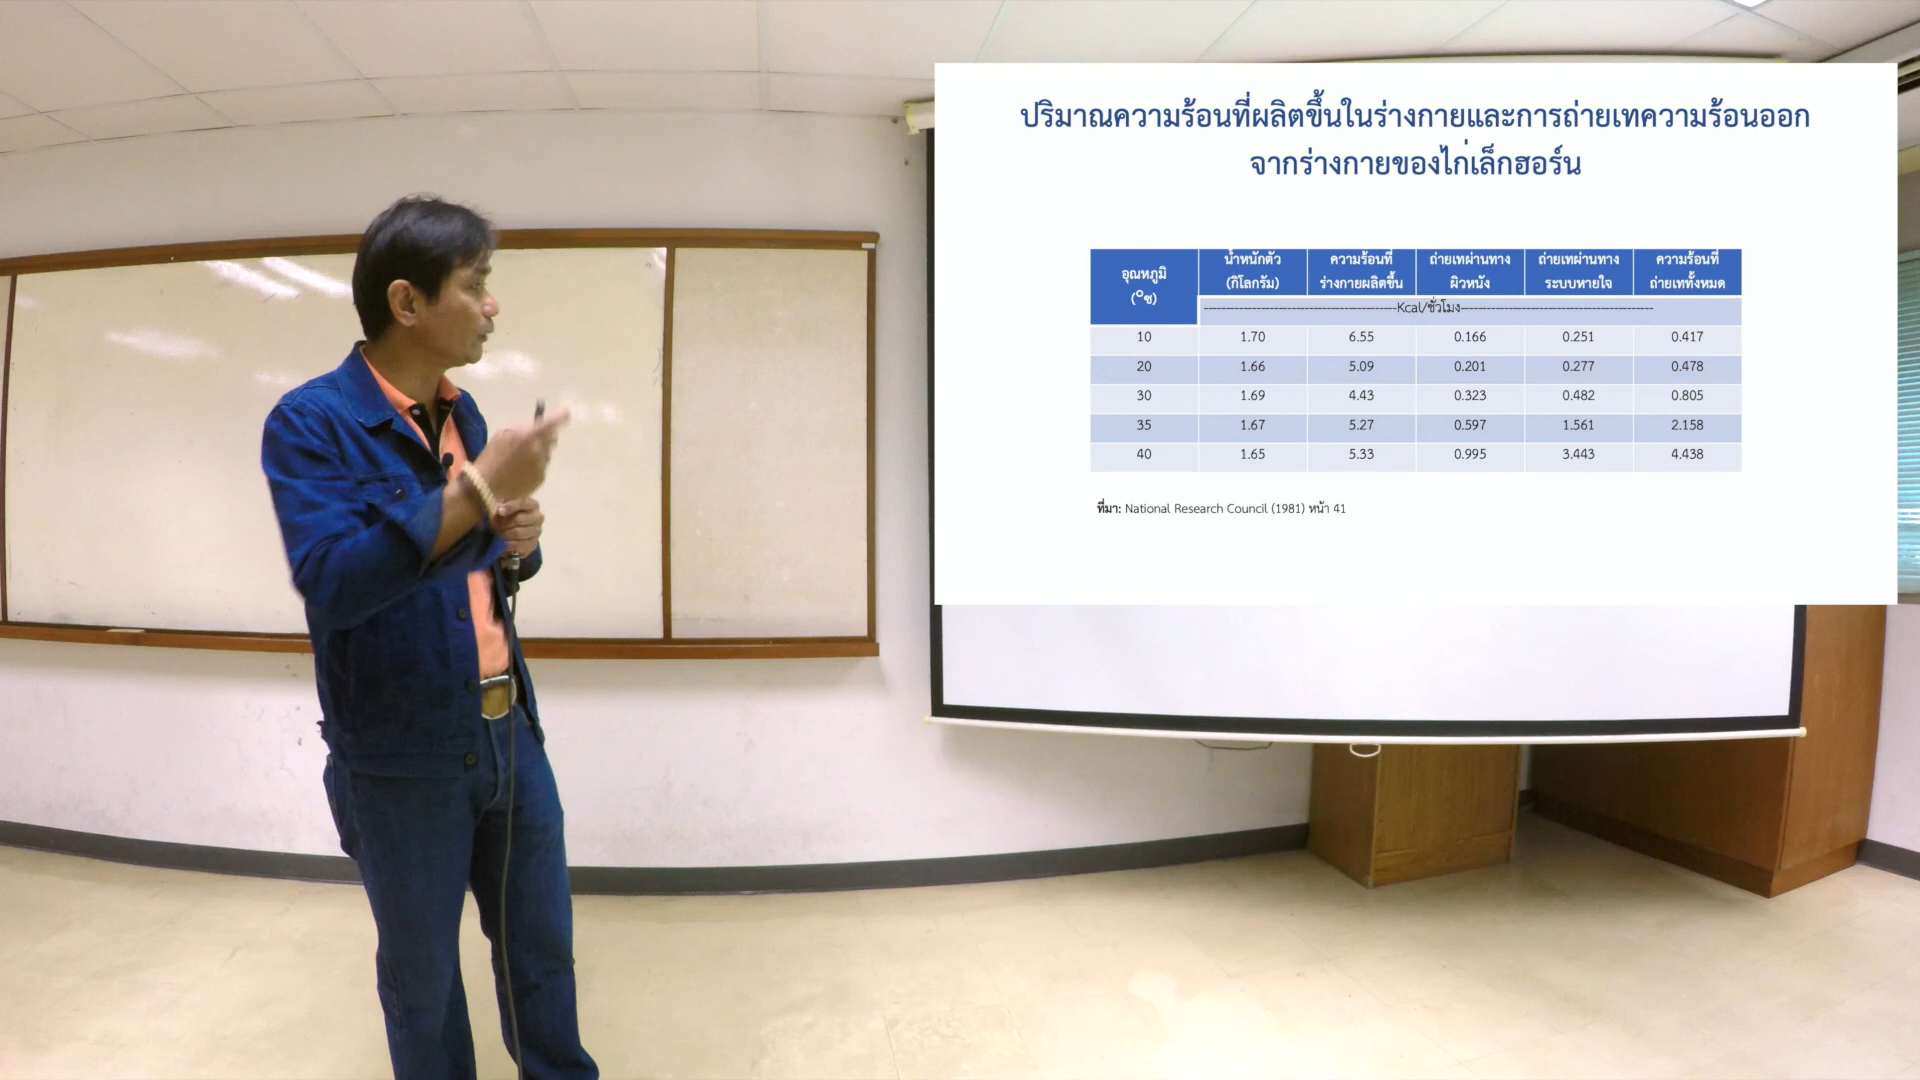 ปริมาณความร้อนที่ผลิตขึ้นในร่างกายและการถ่ายเทความร้อนออก
จากร่างกายของไก่เล็กฮอร์น
อุณหภูมิ (°ซ) น้ำหนักตัว (กิโลกรัม) ความร้อนที่ ร่างกายผลิตขึ้น ถ่ายเทผ่านทาง ผิวหนัง ถ่ายเทผ่านทาง ระบบหายใจ ความร้อนที่ ถ่ายเททั้งหมด
-----------------------------------------Kcal/ชั่วโมง-----------------------------------------
10 1.70 6.55 0.166 0.251 0.417
20 1.66 5.09 0.201 0.277 0.478
30 1.69 4.43 0.323 0.482 0.805
35 1.67 5.27 0.597 1.561 2.158
40 1.65 5.33 0.995 3.443 4.438
ที่มา: National Research Council (1981) หน้า 41